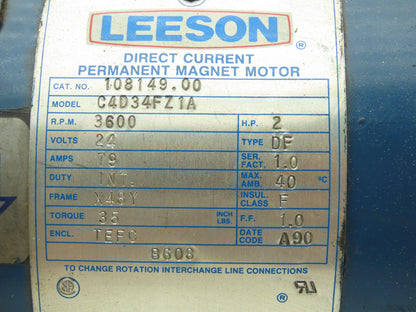 LEESON ®
DIRECT CURRENT
PERMANENT MAGNET MOTOR
CAT. NO. 108149.00
MODEL C4D34FZ1A
R.P.M. 3600 H.P. 2
VOLTS 24 TYPE DF
AMPS 79 SER. FACT. 1.0
DUTY INT. MAX. AMB. 40 °C
FRAME X48Y INSUL. CLASS F
TORQUE 35 INCH LBS. F.F. 1.0
ENCL. TEFC DATE CODE A90
B608
TO CHANGE ROTATION INTERCHANGE LINE CONNECTIONS
SA ® RU